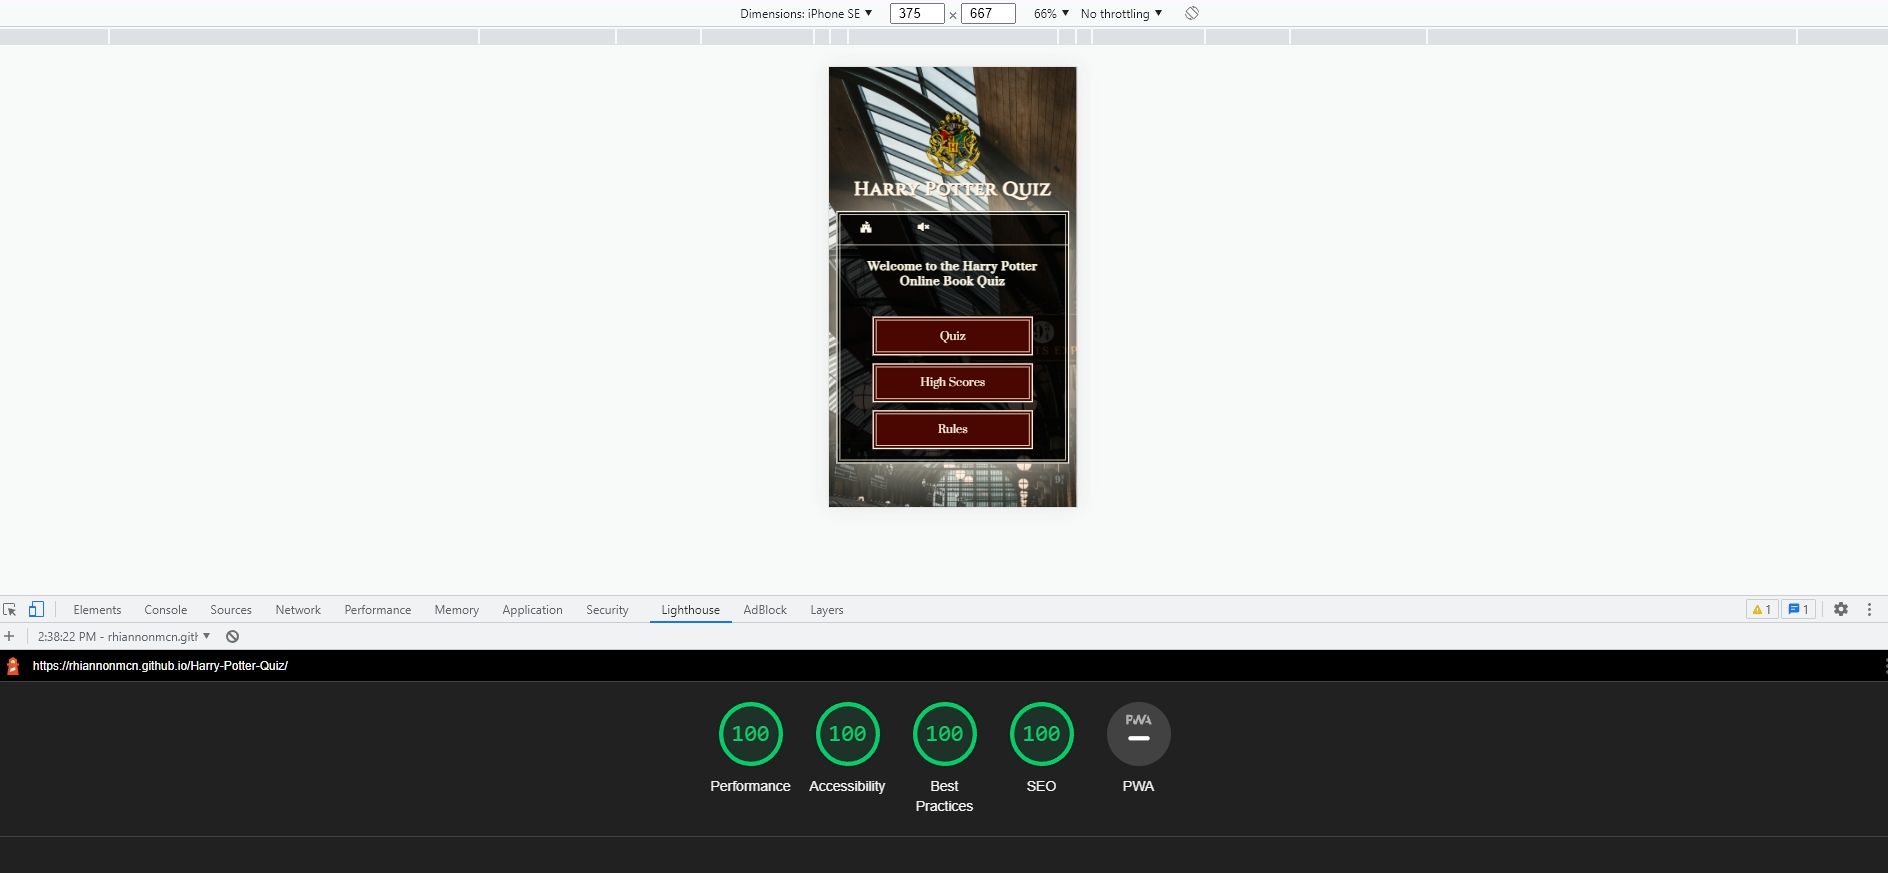 Dimensions: iPhone SE ▼ 375 × 667 66% ▼ No throttling ▼
HARRY POTTER QUIZ
Welcome to the Harry Potter
Online Book Quiz
Quiz
High Scores
Rules
Elements Console Sources Network Performance Memory Application Security Lighthouse AdBlock Layers 1 1
2:38:22 PM - rhiannonmcn.gith ▼
https://rhiannonmcn.github.io/Harry-Potter-Quiz/
100 100 100 100 PWA
Performance Accessibility Best Practices SEO PWA